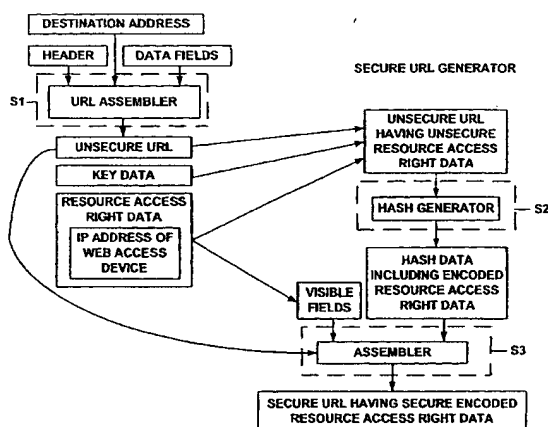 DESTINATION ADDRESS
HEADER
DATA FIELDS
SECURE URL GENERATOR
S1
URL ASSEMBLER
UNSECURE URL
HAVING UNSECURE
RESOURCE ACCESS
RIGHT DATA
UNSECURE URL
KEY DATA
RESOURCE ACCESS
RIGHT DATA
IP ADDRESS OF
WEB ACCESS
DEVICE
HASH GENERATOR
S2
HASH DATA
INCLUDING ENCODED
RESOURCE ACCESS
RIGHT DATA
VISIBLE
FIELDS
ASSEMBLER
S3
SECURE URL HAVING SECURE ENCODED
RESOURCE ACCESS RIGHT DATA